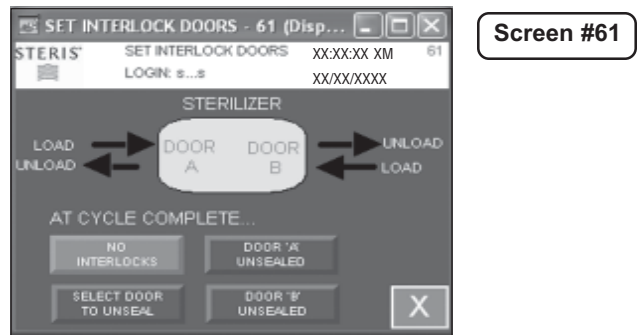 SET INTERLOCK DOORS - 61 (Disp...
Screen #61
STERIS
SET INTERLOCK DOORS
XX:XX:XX XM
61
LOGIN: s...s
XX/XX/XXXX
STERILIZER
LOAD
UNLOAD
DOOR
A
DOOR
B
UNLOAD
LOAD
AT CYCLE COMPLETE...
NO
INTERLOCKS
DOOR 'A'
UNSEALED
SELECT DOOR
TO UNSEAL
DOOR 'B'
UNSEALED
X